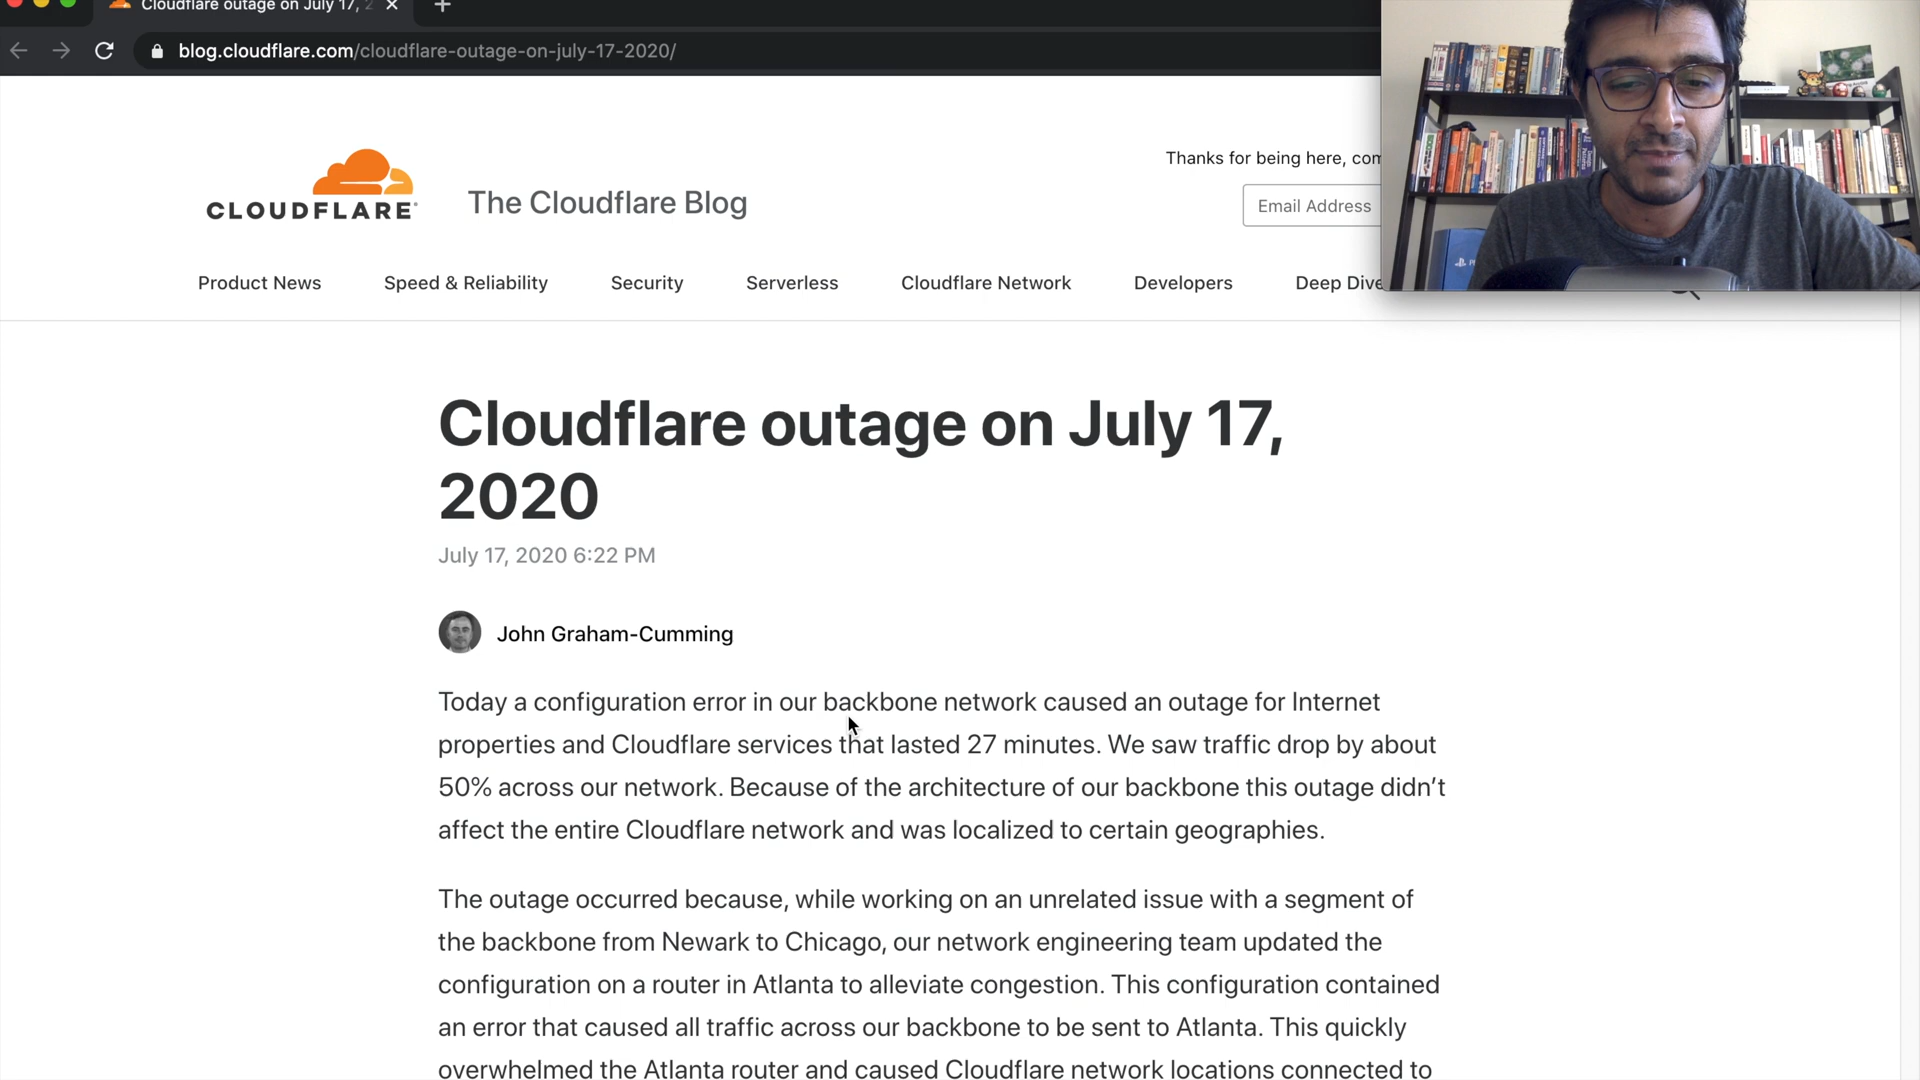 Cloudflare outage on July 17, 2
blog.cloudflare.com/cloudflare-outage-on-july-17-2020/
Thanks for being here, com
CLOUDFLARE
The Cloudflare Blog
Email Address
Product News
Speed & Reliability
Security
Serverless
Cloudflare Network
Developers
Deep Dive
Cloudflare outage on July 17,
2020
July 17, 2020 6:22 PM
John Graham-Cumming
Today a configuration error in our backbone network caused an outage for Internet
properties and Cloudflare services that lasted 27 minutes. We saw traffic drop by about
50% across our network. Because of the architecture of our backbone this outage didn’t
affect the entire Cloudflare network and was localized to certain geographies.
The outage occurred because, while working on an unrelated issue with a segment of
the backbone from Newark to Chicago, our network engineering team updated the
configuration on a router in Atlanta to alleviate congestion. This configuration contained
an error that caused all traffic across our backbone to be sent to Atlanta. This quickly
overwhelmed the Atlanta router and caused Cloudflare network locations connected to